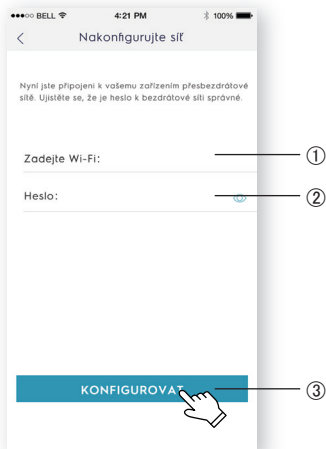 BELL 4:21 PM 100%
Nakonfigurujte síť
Nyní jste připojeni k vašemu zařízením přesbezdrátové
sítě. Ujistěte se, že je heslo k bezdrátové síti správné.
Zadejte Wi-Fi: ①
Heslo: ②
KONFIGUROVAT ③